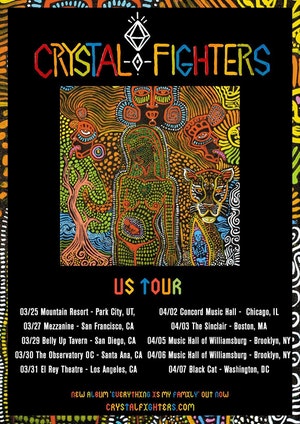 CRYSTAL FIGHTERS
US TOUR
03/25 Mountain Resort - Park City, UT,
03/27 Mezzanine - San Francisco, CA
03/29 Belly Up Tavern - San Diego, CA
03/30 The Observatory OC - Santa Ana, CA
03/31 El Rey Theatre - Los Angeles, CA
04/02 Concord Music Hall - Chicago, IL
04/03 The Sinclair - Boston, MA
04/05 Music Hall of Williamsburg - Brooklyn, NY
04/06 Music Hall of Williamsburg - Brooklyn, NY
04/07 Black Cat - Washington, DC
NEW ALBUM 'EVERYTHING IS MY FAMILY' OUT NOW
CRYSTALFIGHTERS.COM